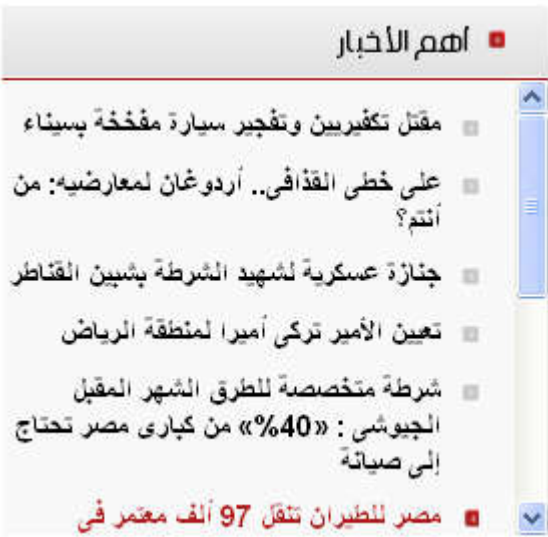 أهم الأخبار
مقتل تكفيريين وتفجير سيارة مفخخة بسيناء
على خطى القذافى.. أردوغان لمعارضيه: من
أنتم؟
جنازة عسكرية لشهيد الشرطة بشبين القناطر
تعيين الأمير تركى أميرا لمنطقة الرياض
شرطة متخصصة للطرق الشهر المقبل
الجيوشى : «40%» من كبارى مصر تحتاج
إلى صيانة
مصر للطيران تنقل 97 ألف معتمر فى